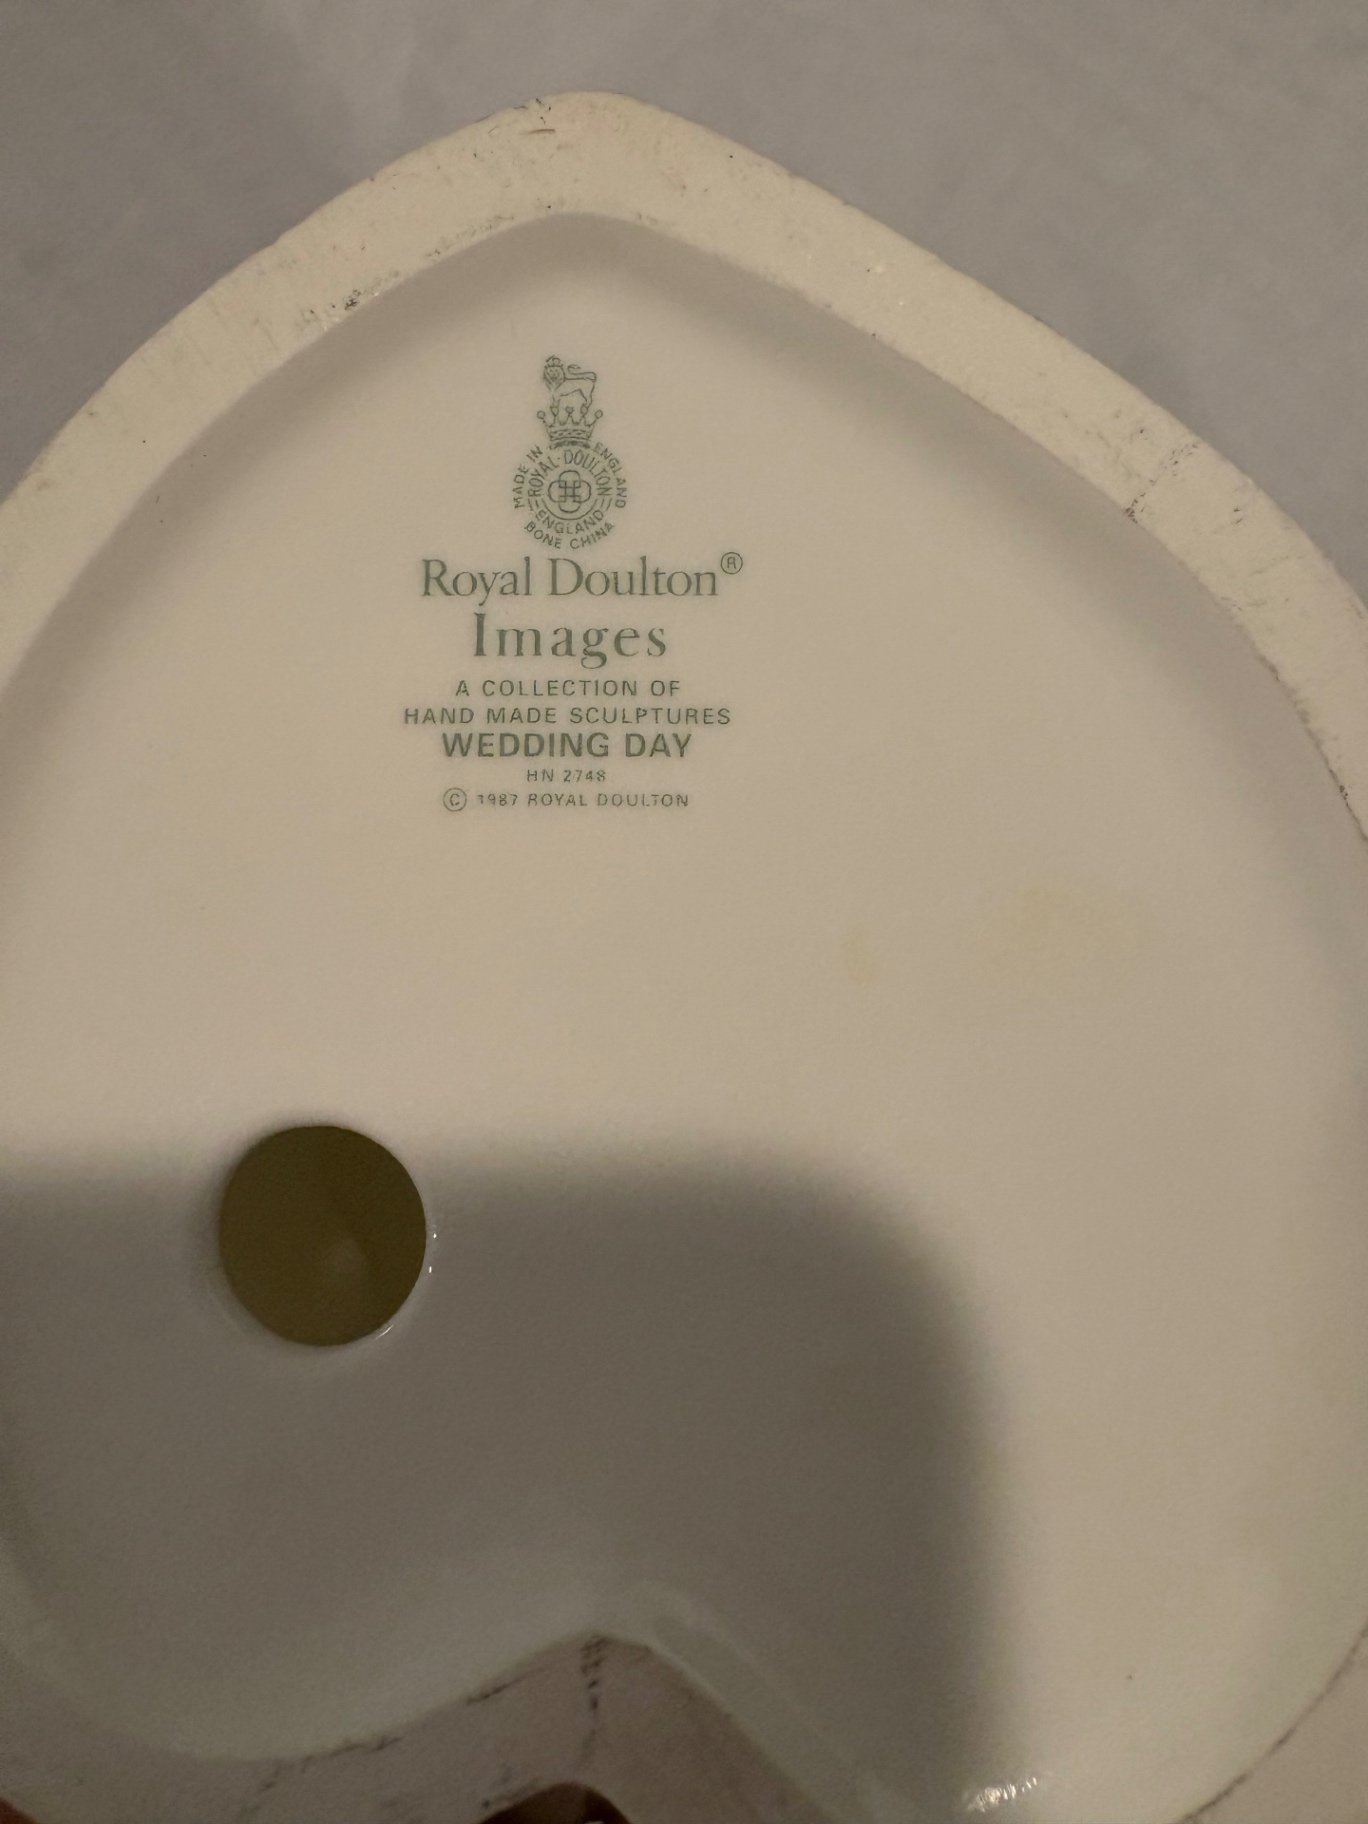 MADE IN ENGLAND
ROYAL · DOULTON
ENGLAND
BONE CHINA
Royal Doulton®
Images
A COLLECTION OF
HAND MADE SCULPTURES
WEDDING DAY
HN 2748
© 1987 ROYAL DOULTON